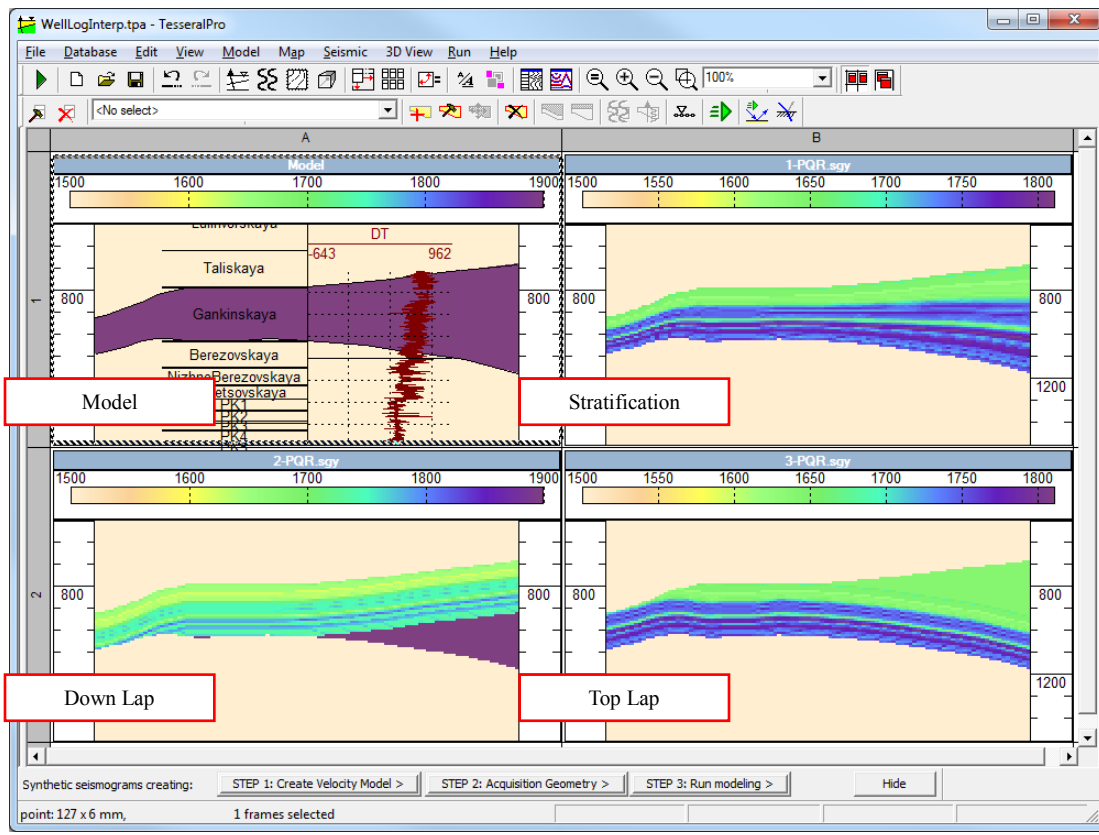 WellLogInterp.tpa - TesseralPro
File Database Edit View Model Map Seismic 3D View Run Help
100%
<No select>
A B
Model 1-PQR.sgy
1500 1600 1700 1800 1900 1500 1550 1600 1650 1700 1750 1800
DT
-643 962
Taliskaya
1 800 800 800 800
Gankinskaya
Berezovskaya
NizhneBerezovskaya
1200
Model Stratification
PK1
PK2
PK3
PK4
2-PQR.sgy 3-PQR.sgy
1500 1600 1700 1800 1900 1500 1550 1600 1650 1700 1750 1800
2 800 800 800 800
1200
Down Lap Top Lap
Synthetic seismograms creating: STEP 1: Create Velocity Model > STEP 2: Acquisition Geometry > STEP 3: Run modeling > Hide
point: 127 x 6 mm, 1 frames selected